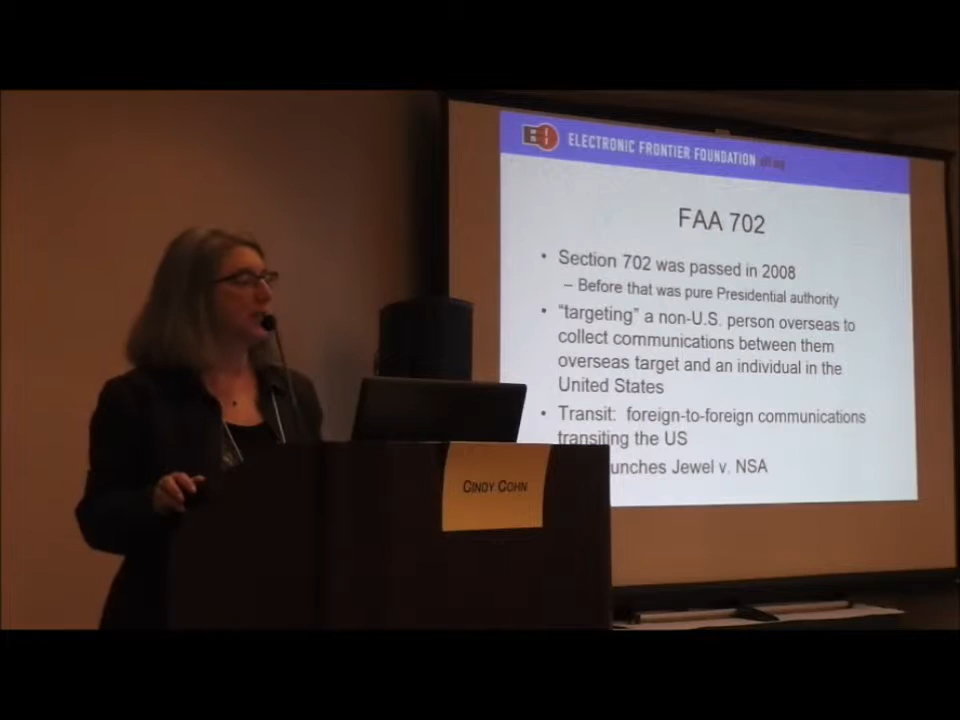 ELECTRONIC FRONTIER FOUNDATION
FAA 702
• Section 702 was passed in 2008
– Before that was pure Presidential authority
• “targeting” a non-U.S. person overseas to
collect communications between them
overseas target and an individual in the
United States
• Transit: foreign-to-foreign communications
transiting the US
Jewel v. NSA
CINDY COHN